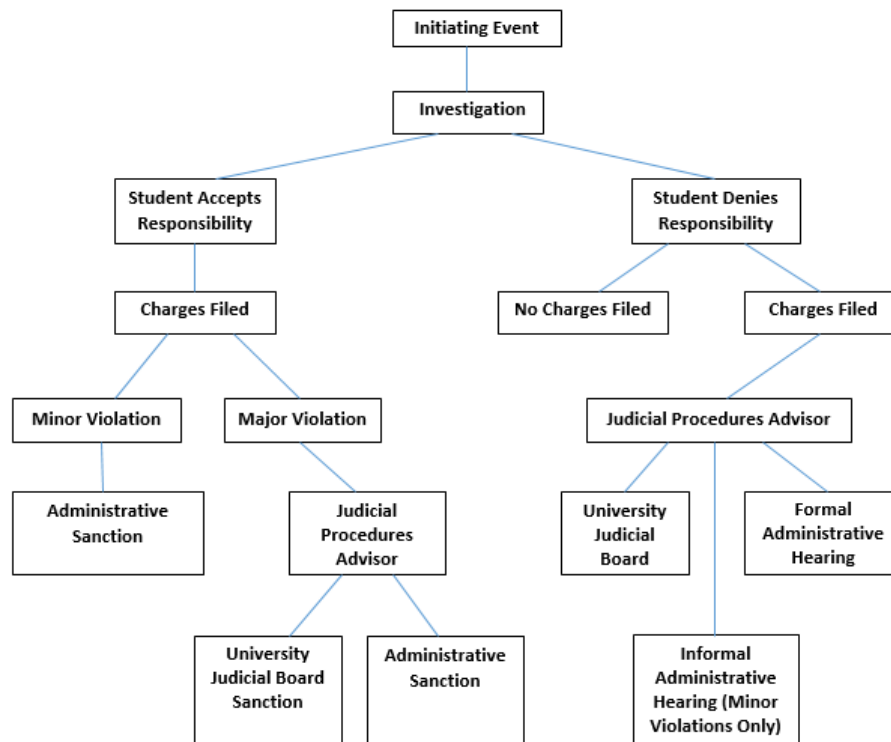 Initiating Event
Investigation
Student Accepts
Responsibility
Student Denies
Responsibility
Charges Filed
No Charges Filed
Charges Filed
Minor Violation
Major Violation
Judicial Procedures Advisor
Administrative
Sanction
Judicial
Procedures
Advisor
University
Judicial
Board
Formal
Administrative
Hearing
University
Judicial Board
Sanction
Administrative
Sanction
Informal
Administrative
Hearing (Minor
Violations Only)